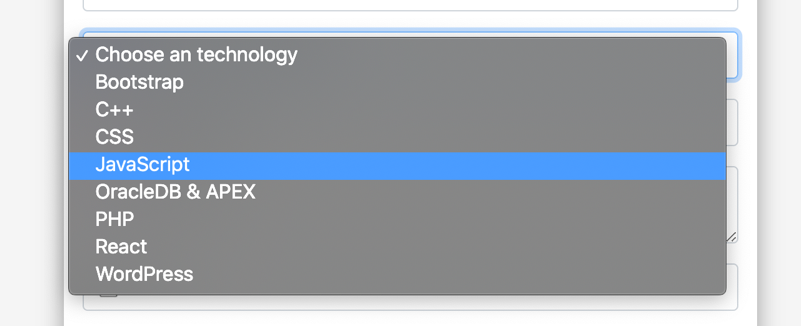 Choose an technology
Bootstrap
C++
CSS
JavaScript
OracleDB & APEX
PHP
React
WordPress